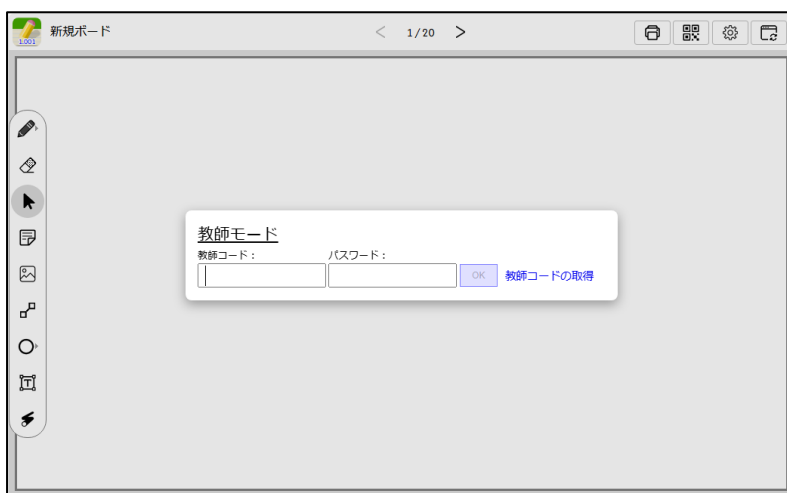 1.001
新規ボード
< 1/20 >
教師モード
教師コード： パスワード：
OK 教師コードの取得
T